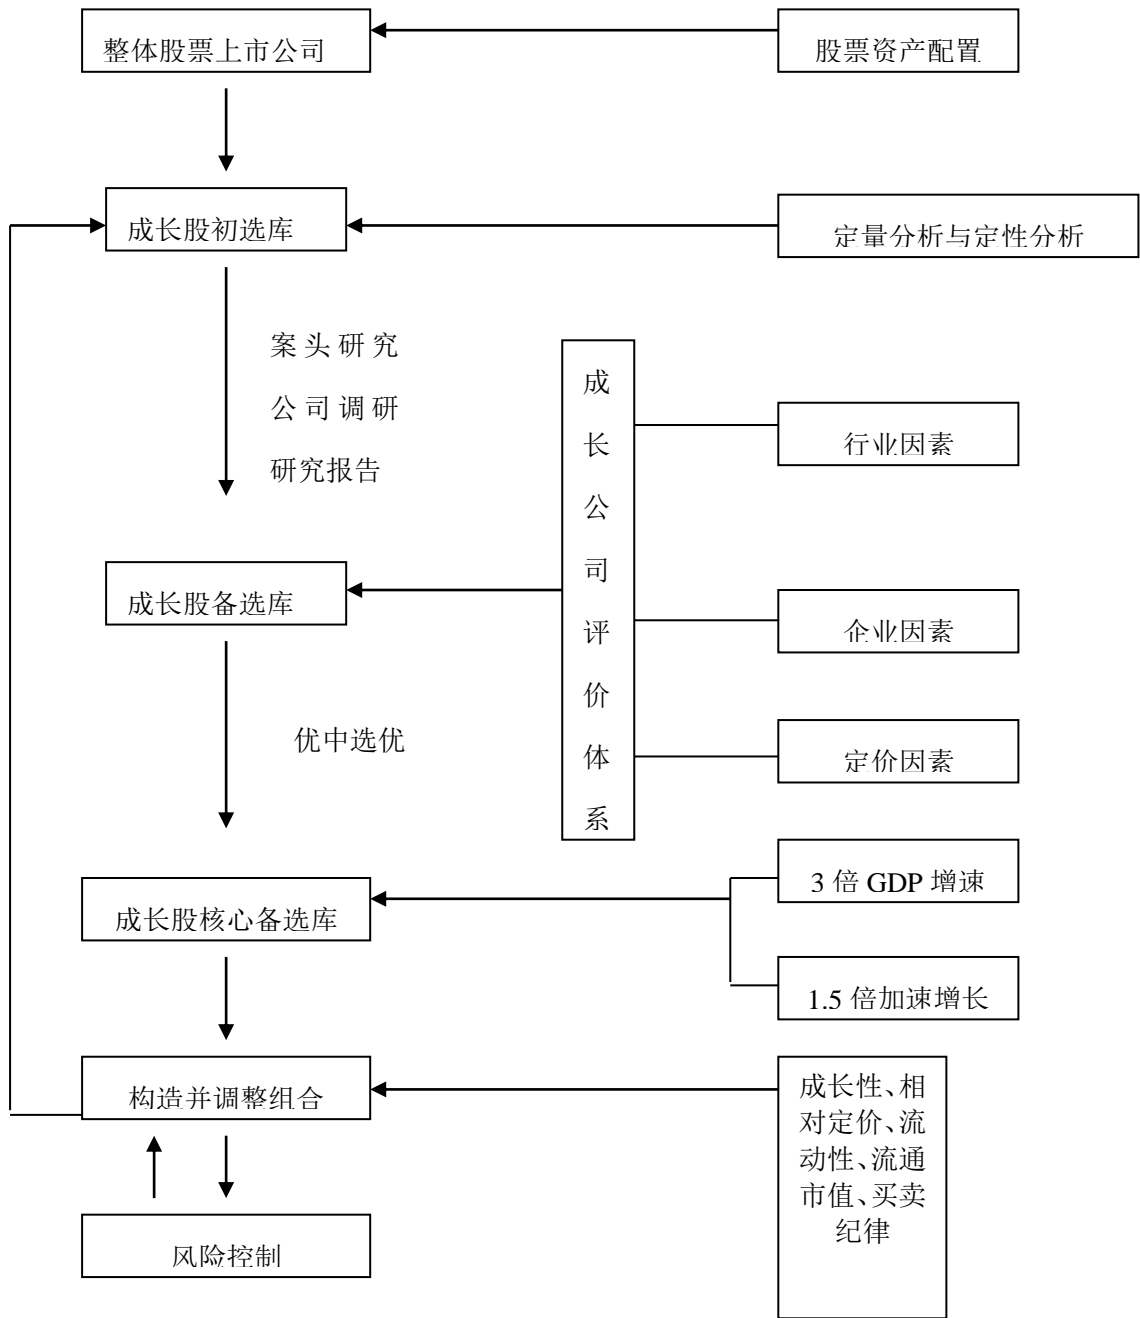 整体股票上市公司
股票资产配置
成长股初选库
定量分析与定性分析
案头研究
公司调研
研究报告
成长公司评价体系
行业因素
成长股备选库
企业因素
优中选优
定价因素
3 倍 GDP 增速
成长股核心备选库
1.5 倍加速增长
构造并调整组合
成长性、相
对定价、流
动性、流通
市值、买卖
纪律
风险控制